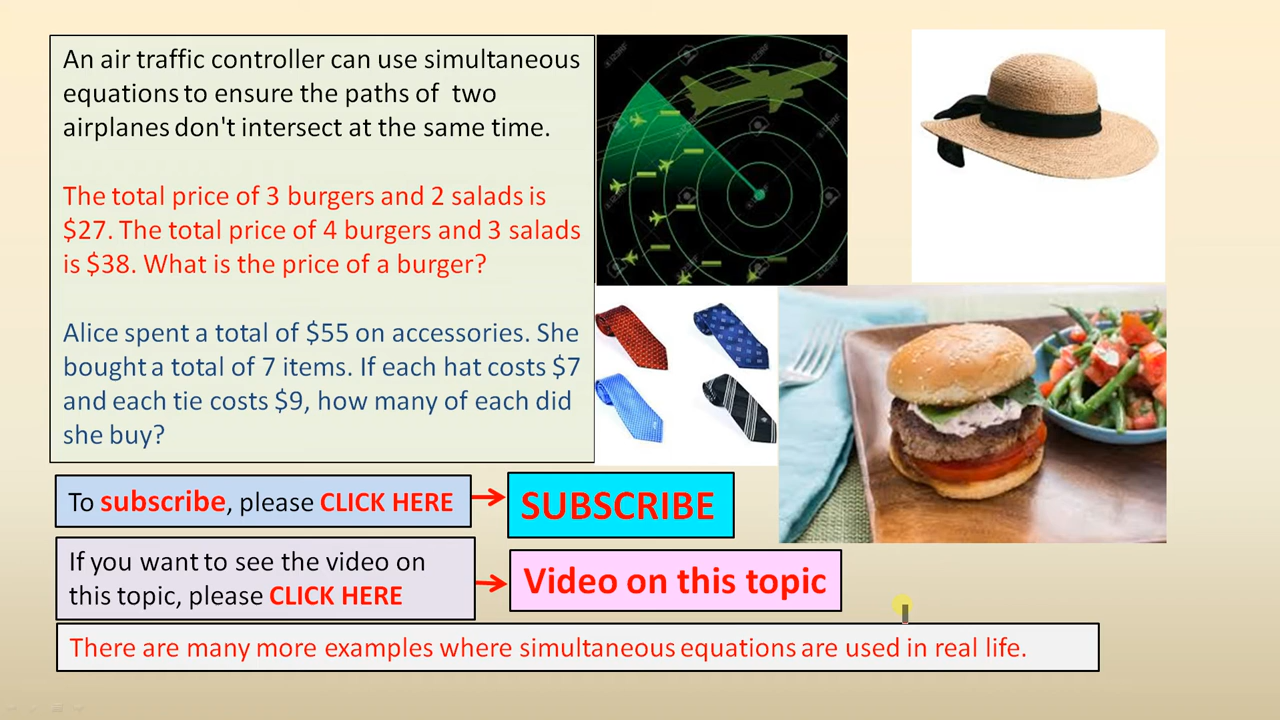 An air traffic controller can use simultaneous
equations to ensure the paths of two
airplanes don't intersect at the same time.
The total price of 3 burgers and 2 salads is
$27. The total price of 4 burgers and 3 salads
is $38. What is the price of a burger?
Alice spent a total of $55 on accessories. She
bought a total of 7 items. If each hat costs $7
and each tie costs $9, how many of each did
she buy?
To subscribe, please CLICK HERE
SUBSCRIBE
If you want to see the video on
this topic, please CLICK HERE
Video on this topic
There are many more examples where simultaneous equations are used in real life.